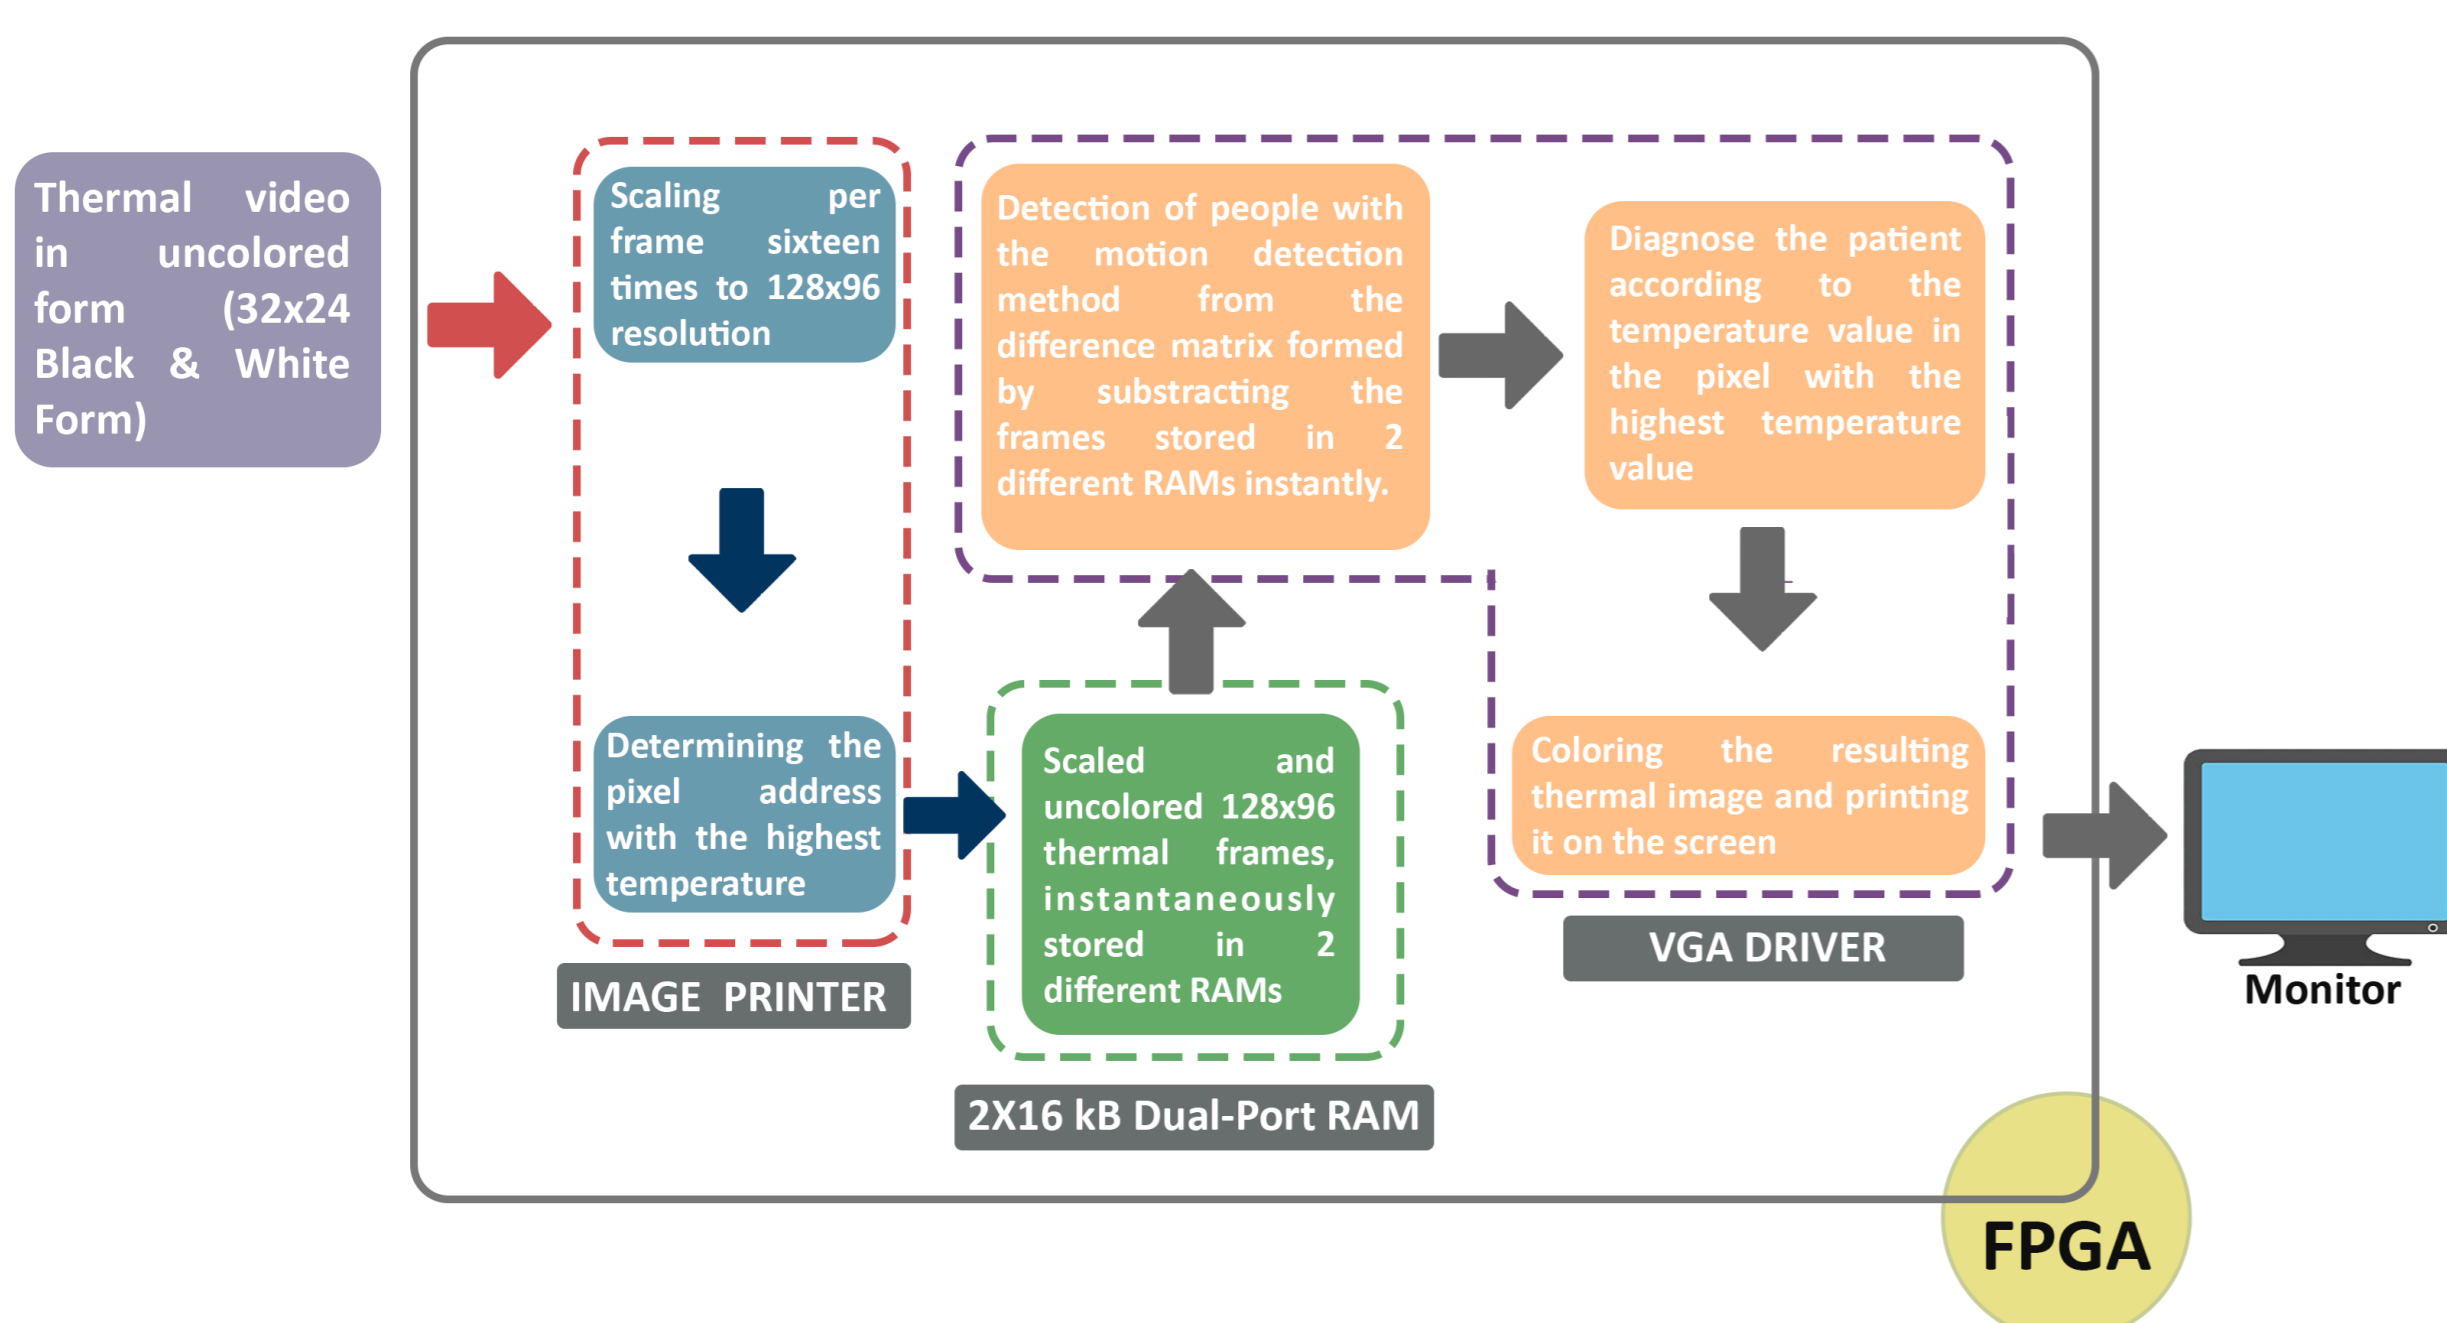 Thermal video
in uncolored
form (32x24
Black & White
Form)
Scaling per
frame sixteen
times to 128x96
resolution
Determining the
pixel address
with the highest
temperature
IMAGE PRINTER
Scaled and
uncolored 128x96
thermal frames,
instantaneously
stored in 2
different RAMs
2X16 kB Dual-Port RAM
Detection of people with
the motion detection
method from the
difference matrix formed
by substracting the
frames stored in 2
different RAMs instantly.
Diagnose the patient
according to the
temperature value in
the pixel with the
highest temperature
value
Coloring the resulting
thermal image and printing
it on the screen
VGA DRIVER
Monitor
FPGA